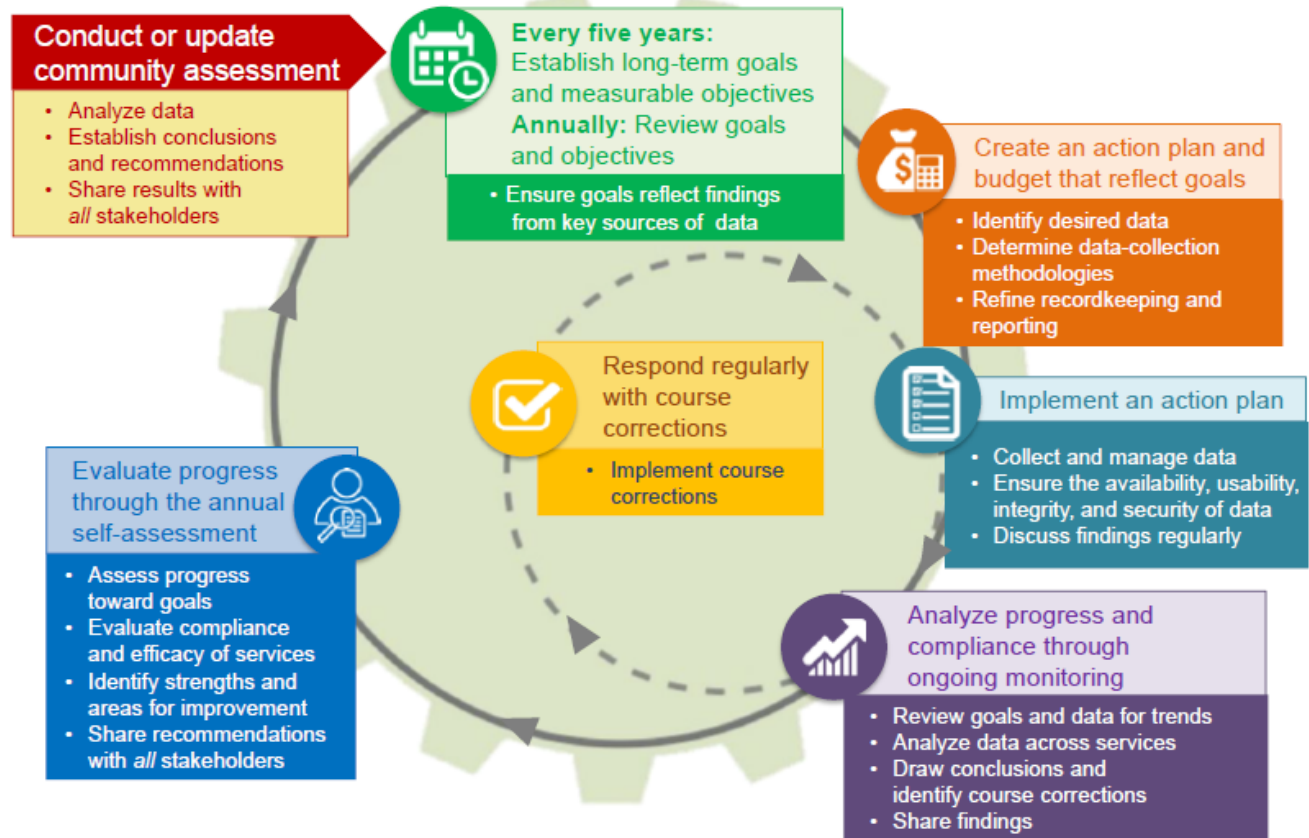 Conduct or update
community assessment
• Analyze data
• Establish conclusions
and recommendations
• Share results with
all stakeholders
Every five years:
Establish long-term goals
and measurable objectives
Annually: Review goals
and objectives
• Ensure goals reflect findings
from key sources of data
$
Create an action plan and
budget that reflect goals
• Identify desired data
• Determine data-collection
methodologies
• Refine recordkeeping and
reporting
Implement an action plan
• Collect and manage data
• Ensure the availability, usability,
integrity, and security of data
• Discuss findings regularly
Analyze progress and
compliance through
ongoing monitoring
• Review goals and data for trends
• Analyze data across services
• Draw conclusions and
identify course corrections
• Share findings
Respond regularly
with course
corrections
• Implement course
corrections
Evaluate progress
through the annual
self-assessment
• Assess progress
toward goals
• Evaluate compliance
and efficacy of services
• Identify strengths and
areas for improvement
• Share recommendations
with all stakeholders